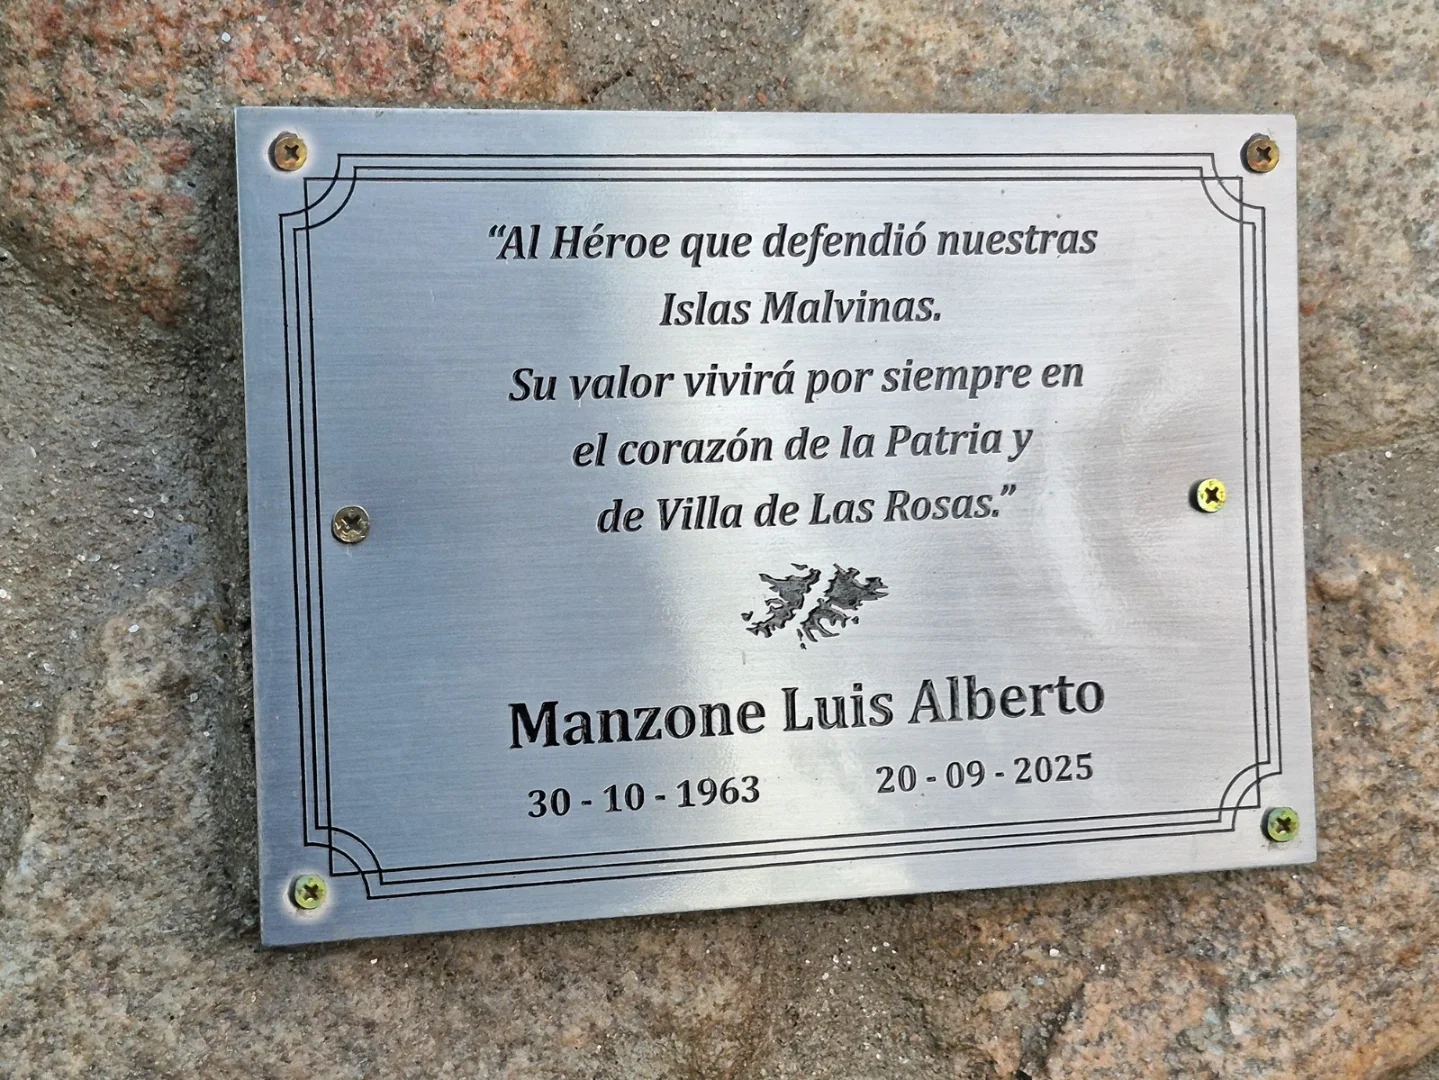 “Al Héroe que defendió nuestras
Islas Malvinas.
Su valor vivirá por siempre en
el corazón de la Patria y
de Villa de Las Rosas.”
Manzone Luis Alberto
30 - 10 - 1963 20 - 09 - 2025